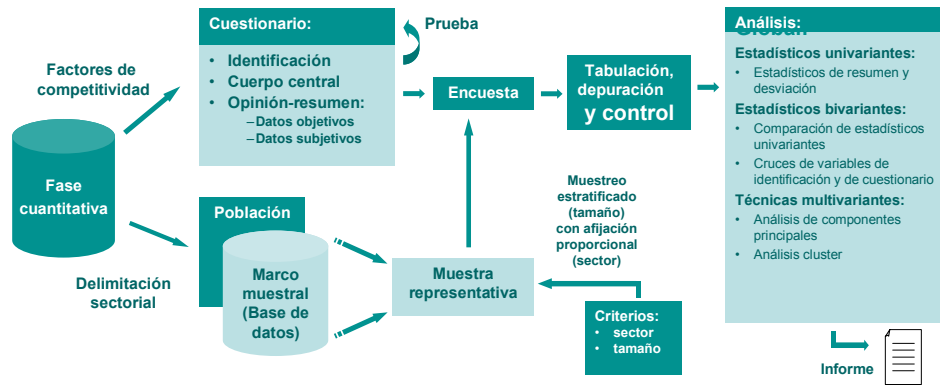 Factores de
competitividad
Fase
cuantitativa
Delimitación
sectorial
Cuestionario:
• Identificación
• Cuerpo central
• Opinión-resumen:
–Datos objetivos
–Datos subjetivos
Prueba
Población
Marco
muestral
(Base de
datos)
Encuesta
Muestra
representativa
Tabulación,
depuración
y control
Muestreo
estratificado
(tamaño)
con afijación
proporcional
(sector)
Criterios:
• sector
• tamaño
Análisis:
Estadísticos univariantes:
• Estadísticos de resumen y
desviación
Estadísticos bivariantes:
• Comparación de estadísticos
univariantes
• Cruces de variables de
identificación y de cuestionario
Técnicas multivariantes:
• Análisis de componentes
principales
• Análisis cluster
Informe